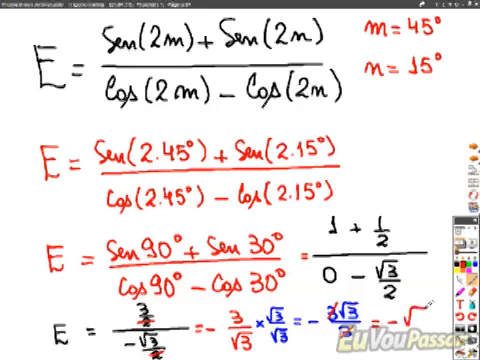 E = (Sen(2m) + Sen(2n)) / (Cos(2m) - Cos(2n))
m = 45°
n = 15°
E = (Sen(2.45°) + Sen(2.15°)) / (Cos(2.45°) - Cos(2.15°))
E = (Sen 90° + Sen 30°) / (Cos 90° - Cos 30°) = (1 + 1/2) / (0 - √3/2)
E = (3/2) / (-√3/2) = - 3/√3 × √3/√3 = - 3√3/3 = - √
EuVouPassar